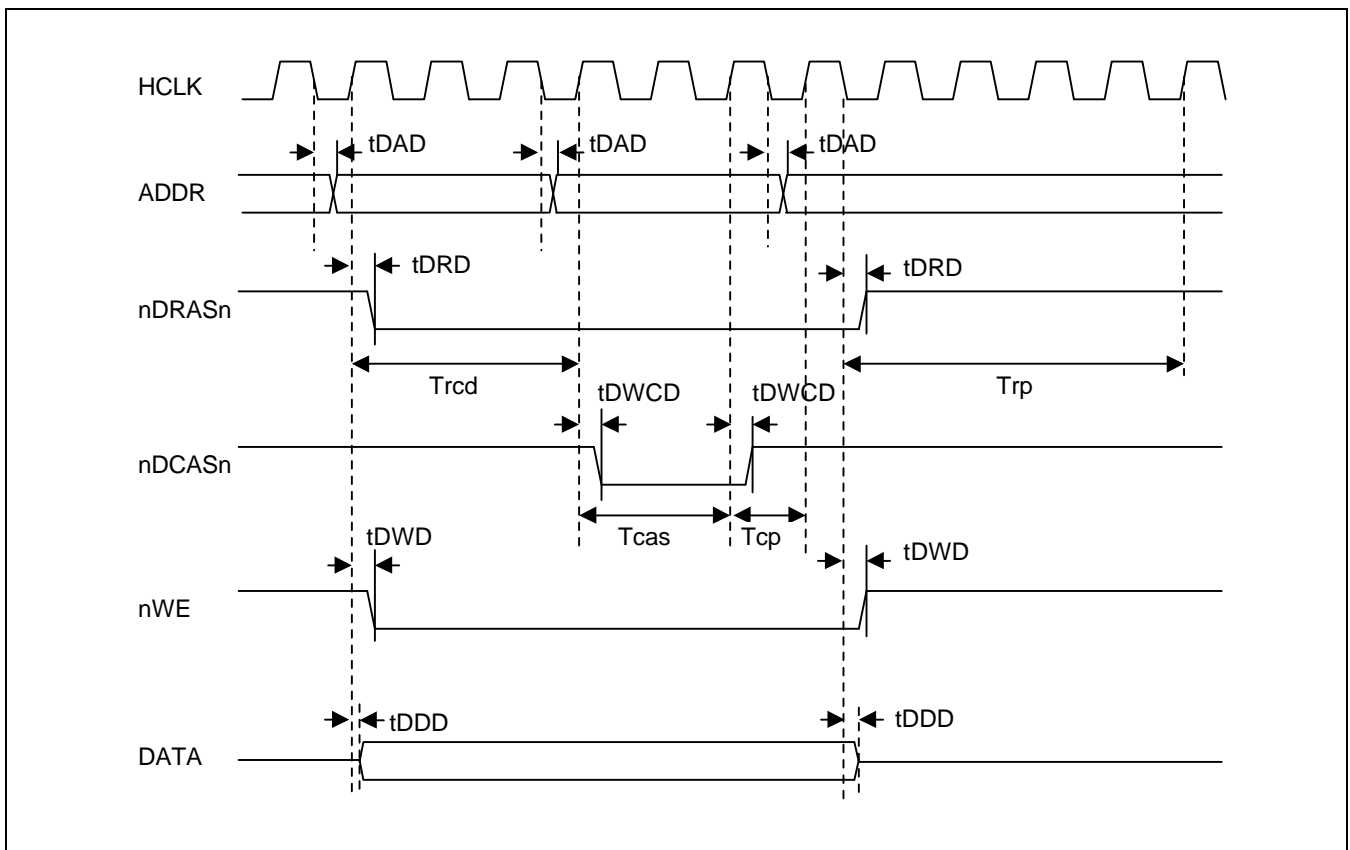 HCLK
tDAD tDAD tDAD
ADDR
tDRD tDRD
nDRASn
Trcd Trp
tDWCD tDWCD
nDCASn
Tcas Tcp
tDWD tDWD
nWE
tDDD tDDD
DATA